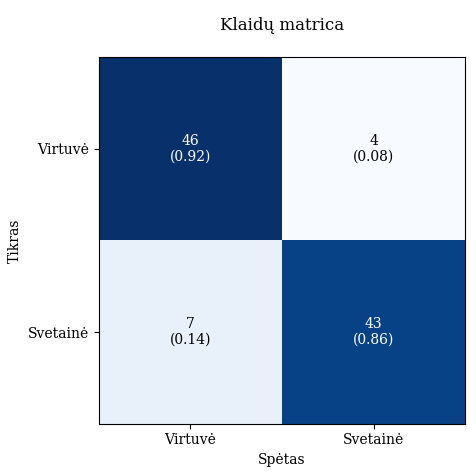 Klaidų matrica
Virtuvė
46
(0.92)
4
(0.08)
Tikras
Svetainė
7
(0.14)
43
(0.86)
Virtuvė
Svetainė
Spėtas